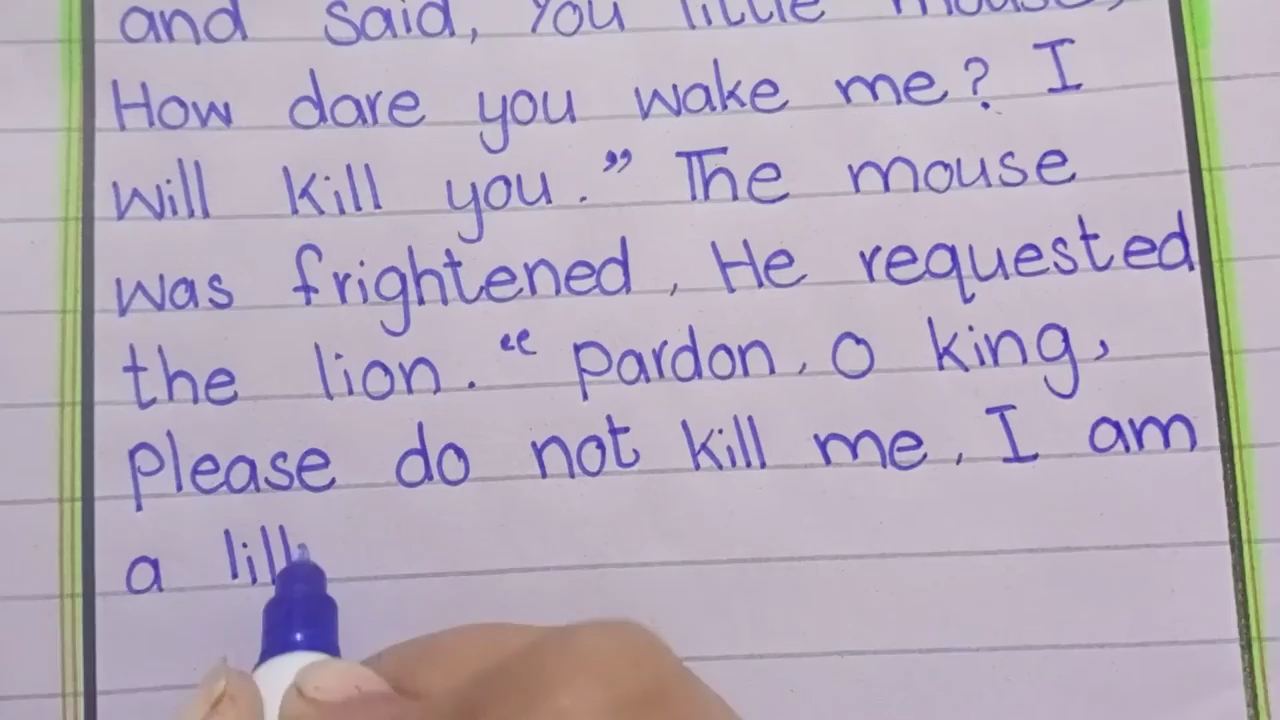 and said, You little mouse,
How dare you wake me? I
will kill you.” The mouse
was frightened, He requested
the lion. “ pardon, o king,
please do not kill me. I am
a